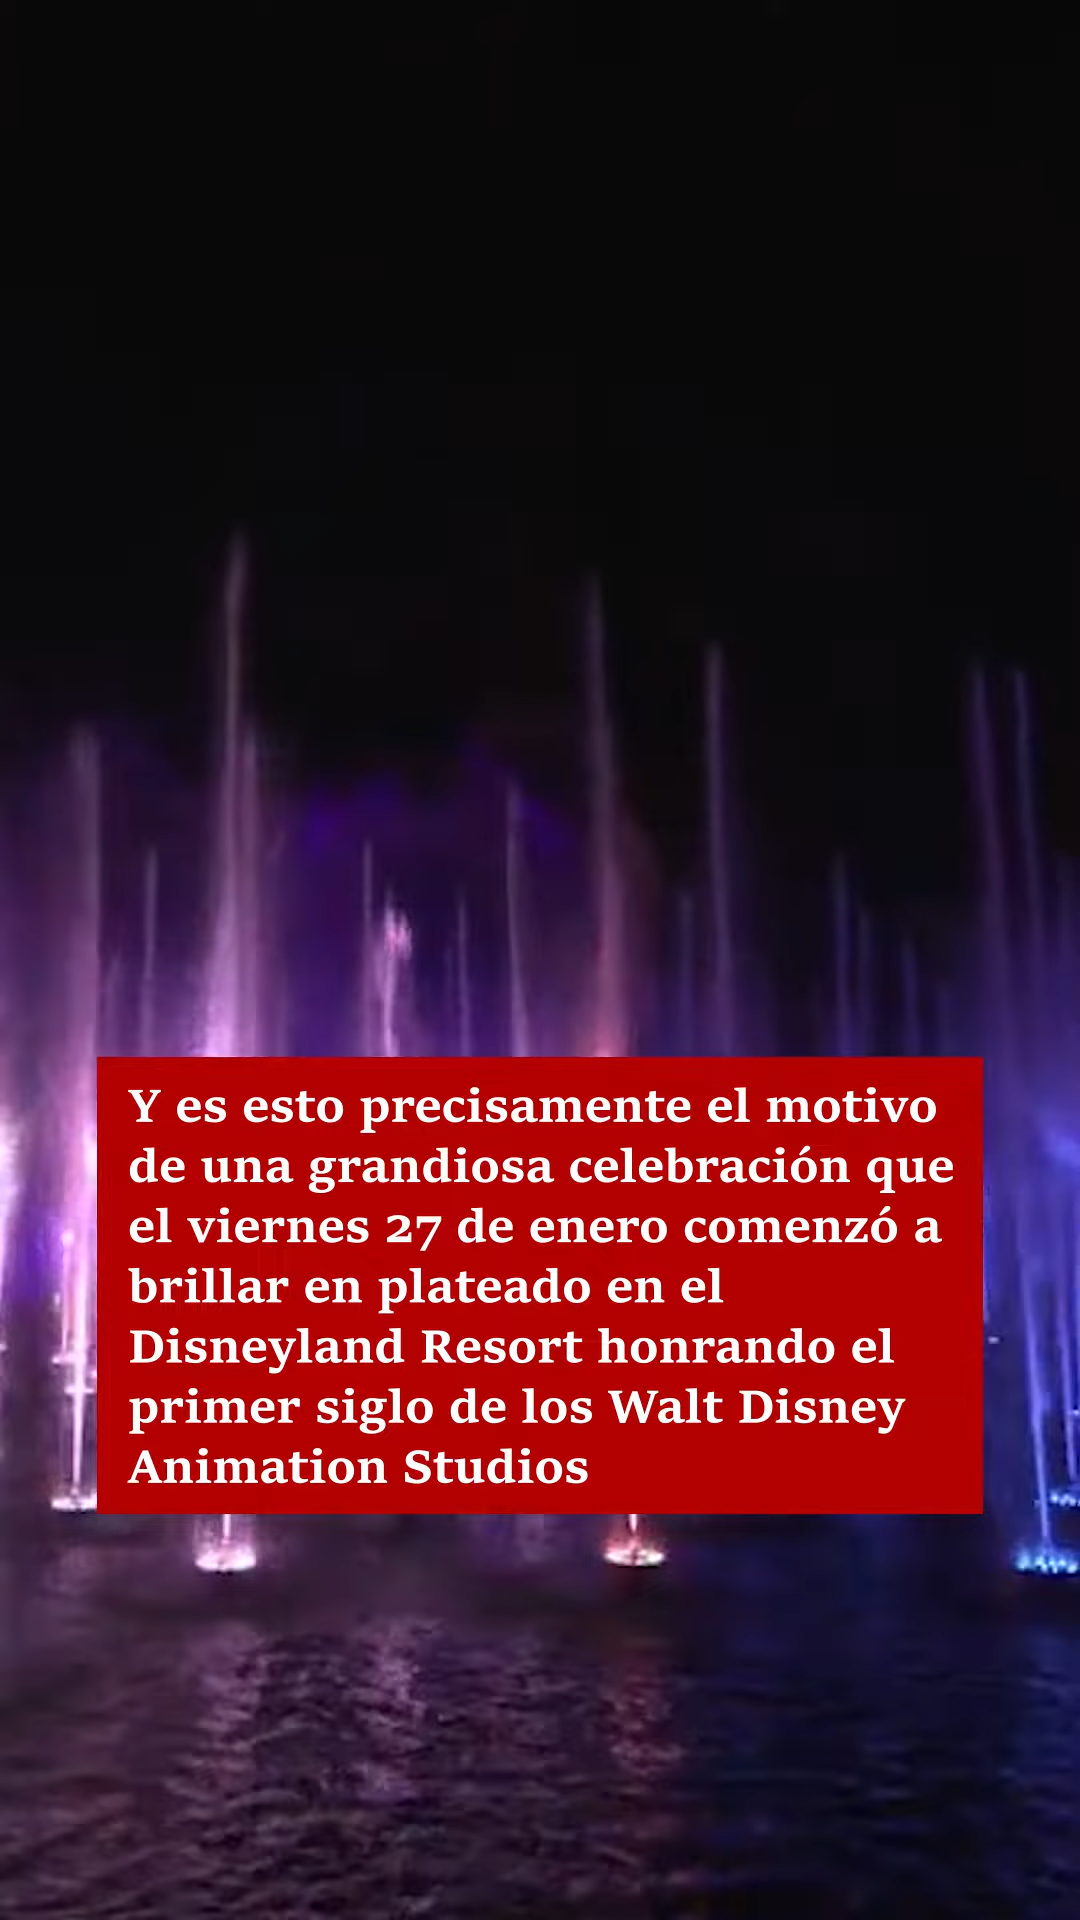 Y es esto precisamente el motivo
de una grandiosa celebración que
el viernes 27 de enero comenzó a
brillar en plateado en el
Disneyland Resort honrando el
primer siglo de los Walt Disney
Animation Studios